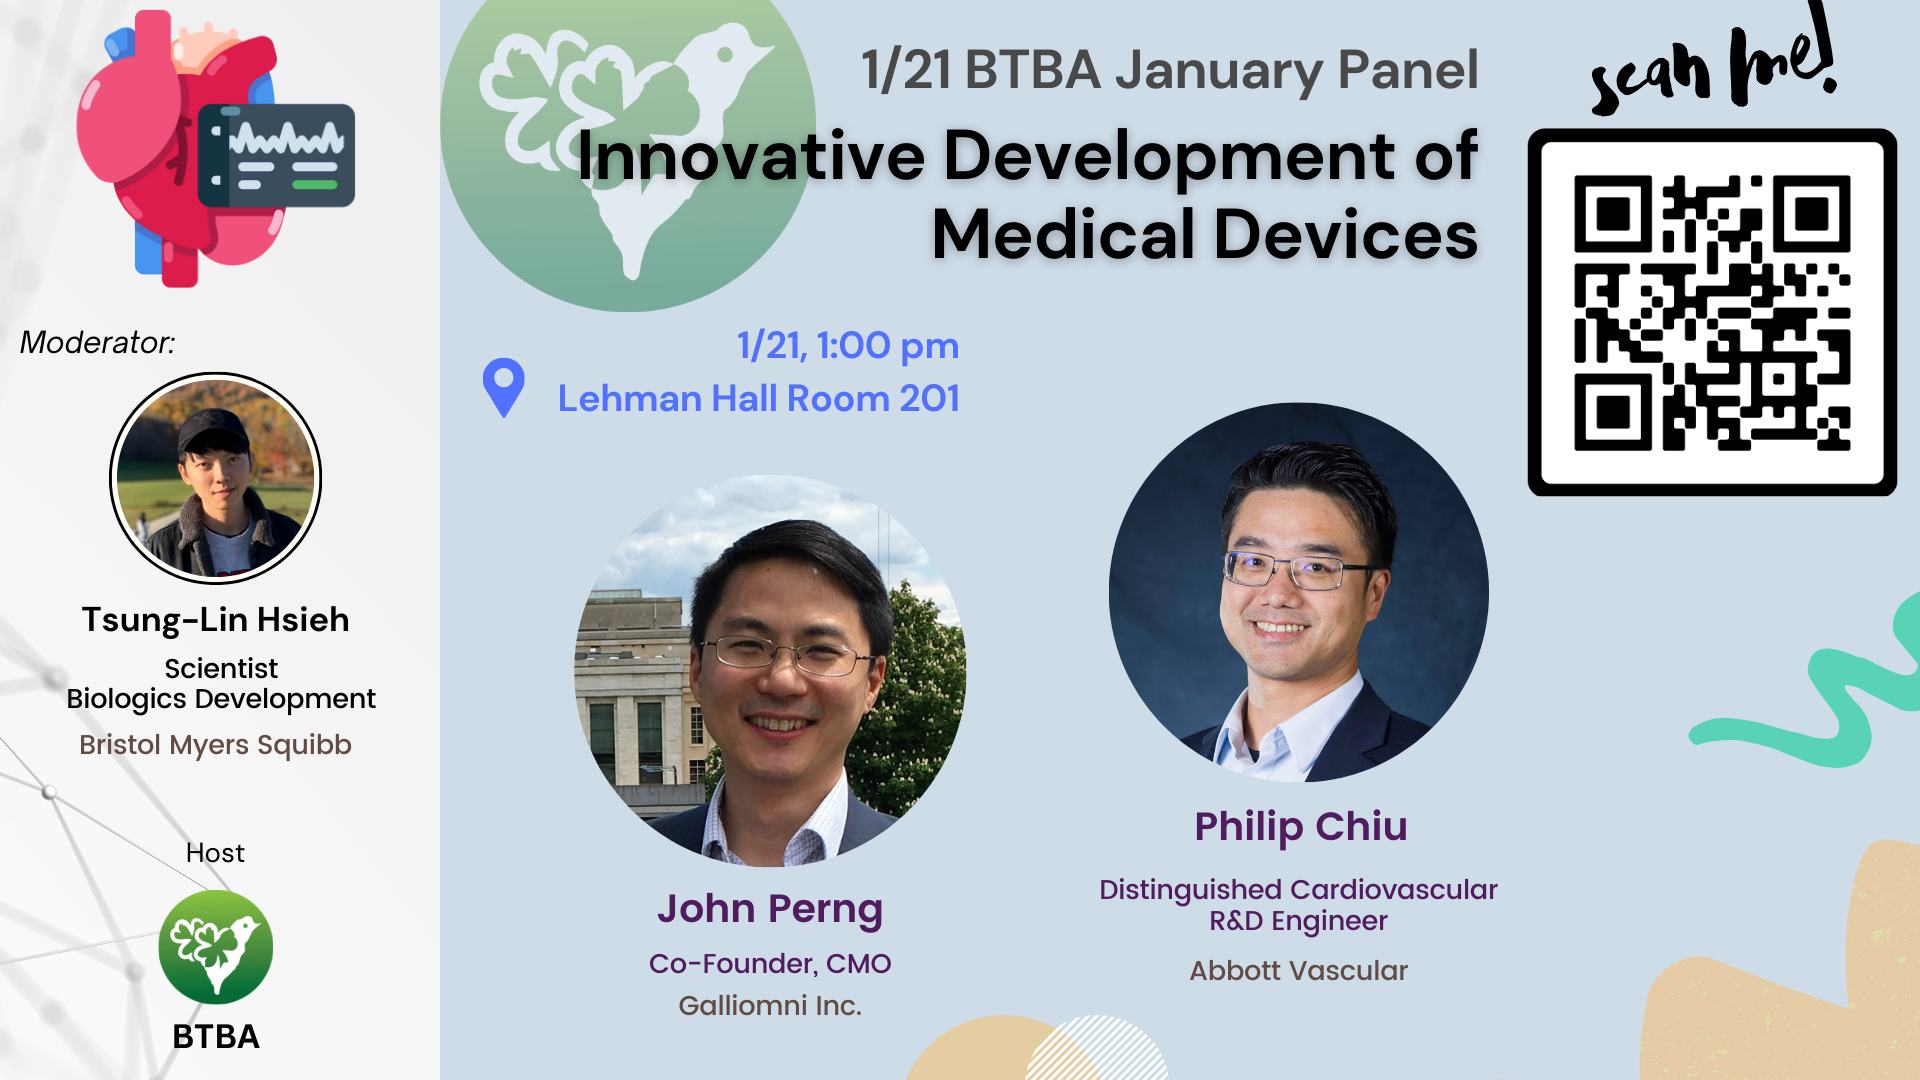 1/21 BTBA January Panel
Innovative Development of
Medical Devices
scan me!
1/21, 1:00 pm
Lehman Hall Room 201
Moderator:
Tsung-Lin Hsieh
Scientist
Biologics Development
Bristol Myers Squibb
Host
BTBA
John Perng
Co-Founder, CMO
Galliomni Inc.
Philip Chiu
Distinguished Cardiovascular
R&D Engineer
Abbott Vascular